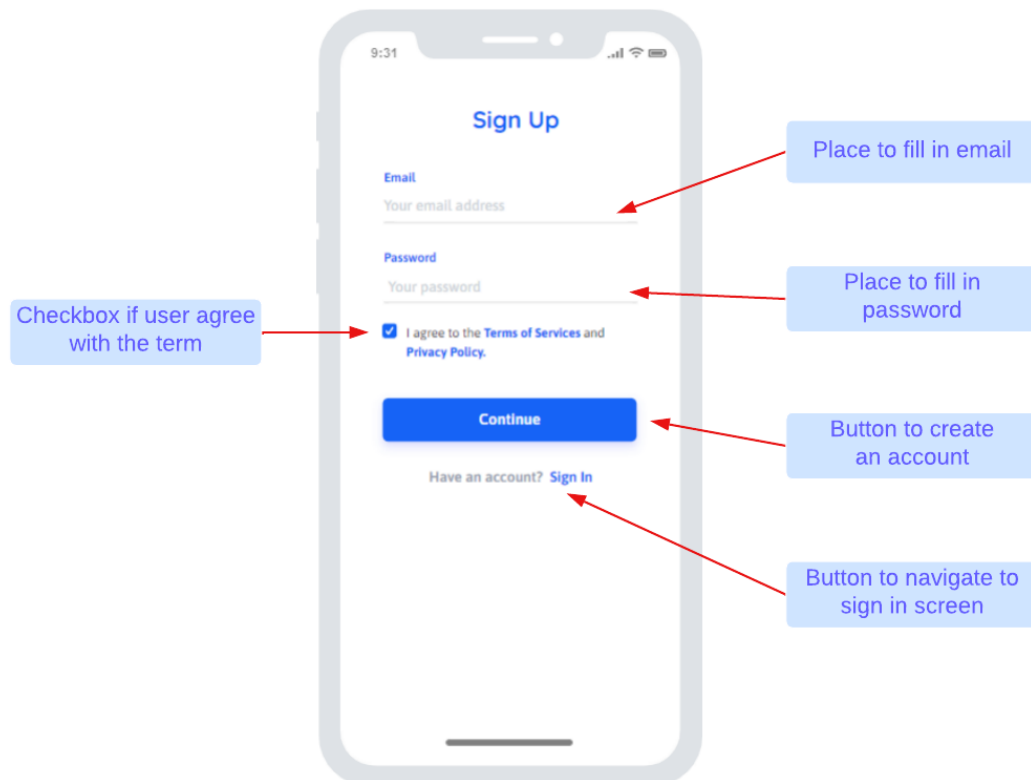 9:31
Sign Up
Place to fill in email
Email
Your email address
Password
Your password
Place to fill in
password
Checkbox if user agree
with the term
I agree to the Terms of Services and
Privacy Policy.
Continue
Button to create
an account
Have an account? Sign In
Button to navigate to
sign in screen